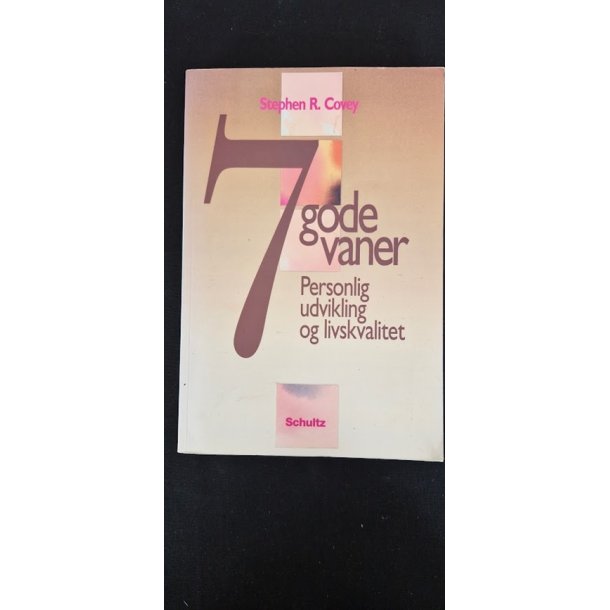 Stephen R. Covey
7
gode
vaner
Personlig
udvikling
og livskvalitet
Schultz